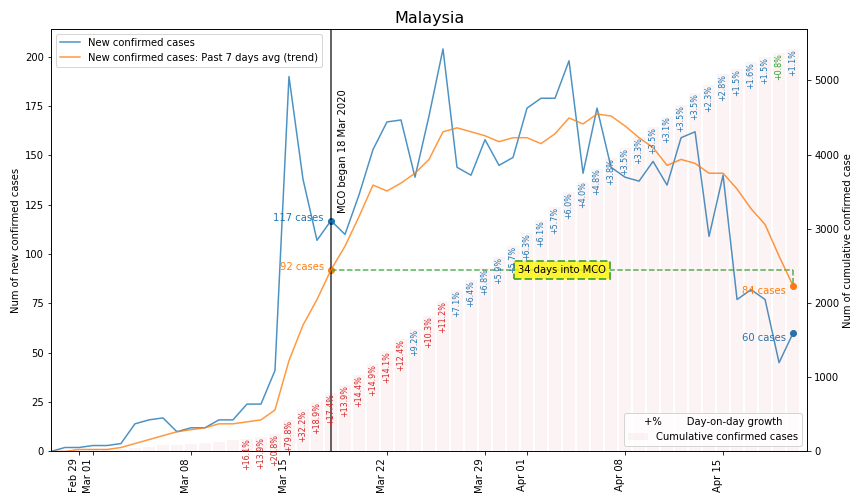 Malaysia
New confirmed cases
New confirmed cases: Past 7 days avg (trend)
Num of new confirmed cases
200
175
150
125
100
75
50
25
0
Num of cumulative confirmed case
5000
4000
3000
2000
1000
0
MCO began 18 Mar 2020
117 cases
92 cases
34 days into MCO
84 cases
60 cases
+16.1%
+13.9%
+20.8%
+79.8%
+32.2%
+18.9%
+17.4%
+13.9%
+14.4%
+14.9%
+14.1%
+12.4%
+9.2%
+10.3%
+11.2%
+7.1%
+6.4%
+6.8%
+5.9%
+5.7%
+6.3%
+6.1%
+5.7%
+6.0%
+4.0%
+4.8%
+3.8%
+3.5%
+3.3%
+3.5%
+3.1%
+3.5%
+3.5%
+2.3%
+2.8%
+1.5%
+1.6%
+1.5%
+0.8%
+1.1%
+% Day-on-day growth
Cumulative confirmed cases
Feb 29
Mar 01
Mar 08
Mar 15
Mar 22
Mar 29
Apr 01
Apr 08
Apr 15